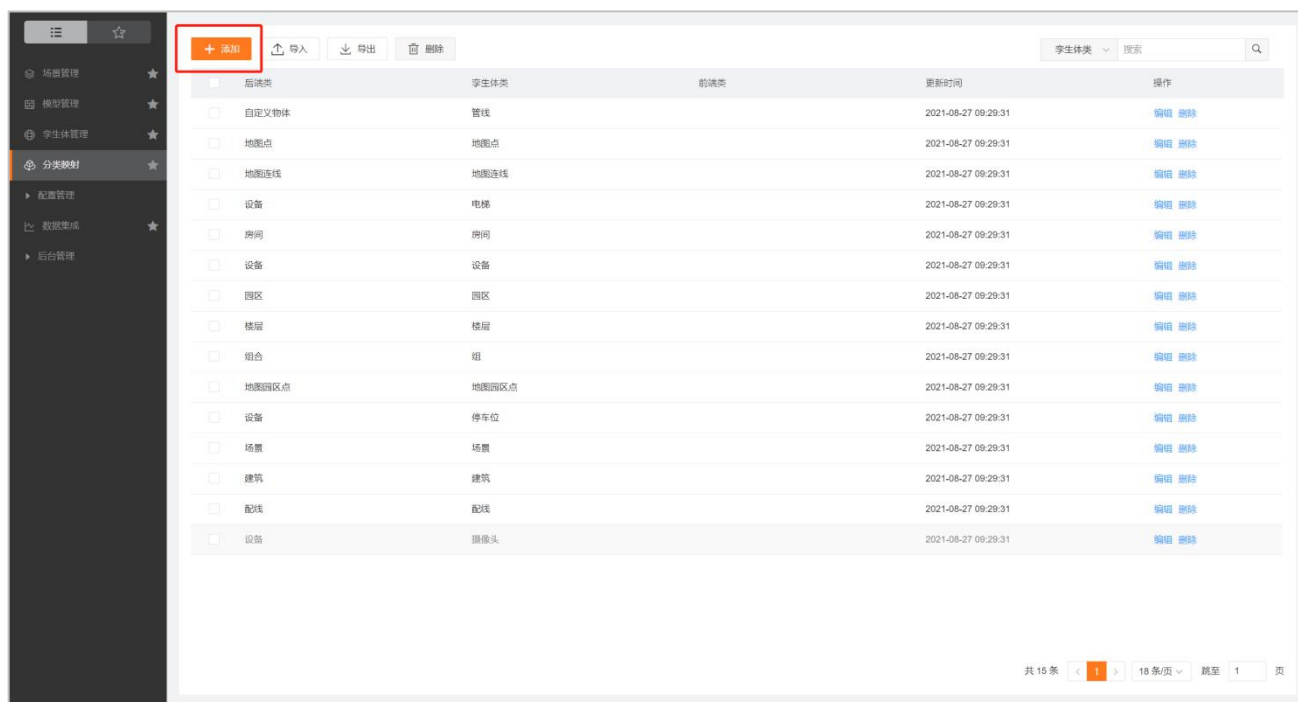 + 添加 导入 导出 删除 孪生体类 搜索
场景管理
模型管理
孪生体管理
分类映射
配置管理
数据集成
后台管理
后端类 孪生体类 前端类 更新时间 操作
自定义物体 管线 2021-08-27 09:29:31 编辑 删除
地图点 地图点 2021-08-27 09:29:31 编辑 删除
地图连线 地图连线 2021-08-27 09:29:31 编辑 删除
设备 电梯 2021-08-27 09:29:31 编辑 删除
房间 房间 2021-08-27 09:29:31 编辑 删除
设备 设备 2021-08-27 09:29:31 编辑 删除
园区 园区 2021-08-27 09:29:31 编辑 删除
楼层 楼层 2021-08-27 09:29:31 编辑 删除
组合 组 2021-08-27 09:29:31 编辑 删除
地图园区点 地图园区点 2021-08-27 09:29:31 编辑 删除
设备 停车位 2021-08-27 09:29:31 编辑 删除
场景 场景 2021-08-27 09:29:31 编辑 删除
建筑 建筑 2021-08-27 09:29:31 编辑 删除
配线 配线 2021-08-27 09:29:31 编辑 删除
设备 摄像头 2021-08-27 09:29:31 编辑 删除
共 15 条 < 1 > 18 条/页 跳至 1 页